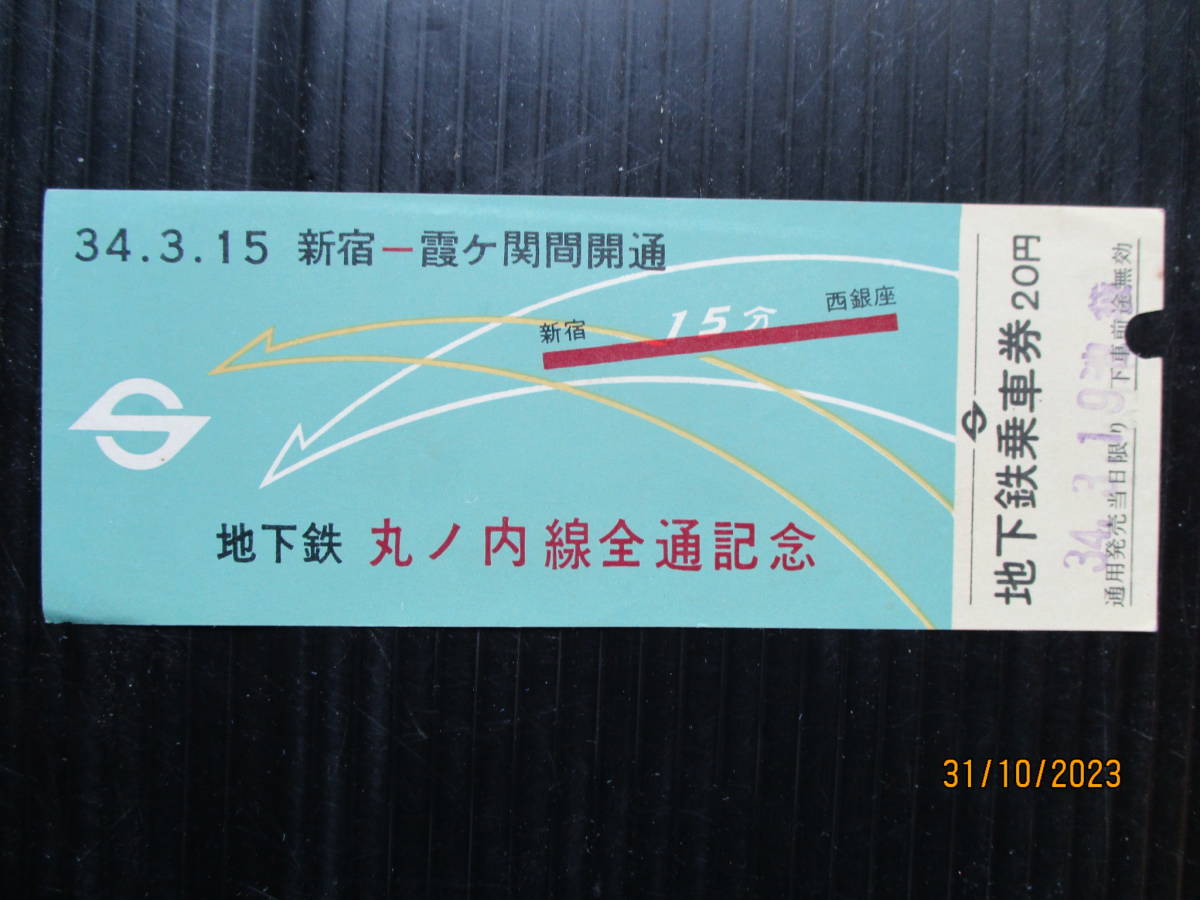 34.3.15 新宿ー霞ケ関間開通
新宿
15分
西銀座
地下鉄 丸ノ内線全通記念
地下鉄乗車券20円
通用発売当日限り 下車前途無効
34.3.19
31/10/2023